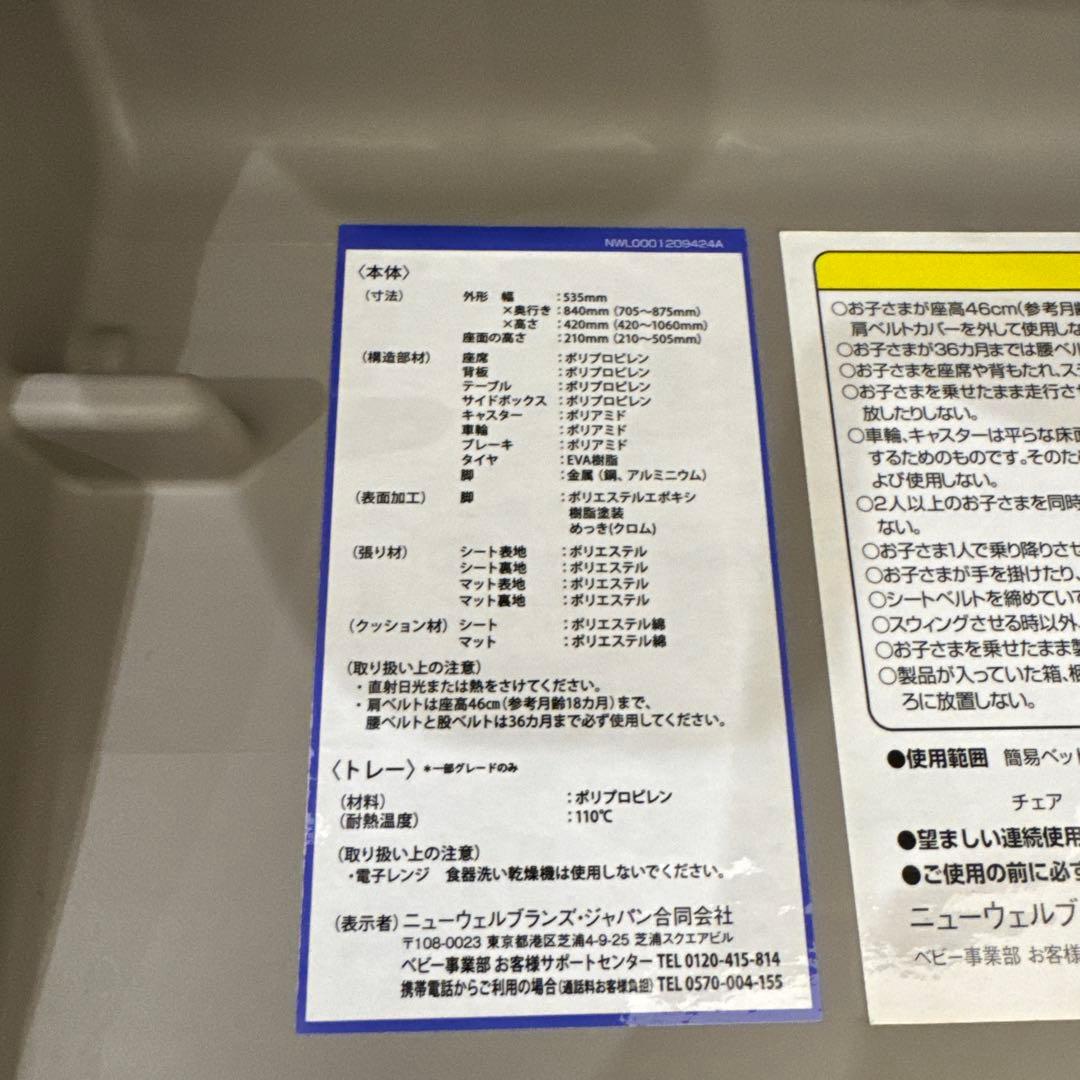 NWL0001209424A
〈本体〉
(寸法) 外形 幅 :535mm
×奥行き :840mm (705～875mm)
×高さ :420mm (420～1060mm)
座面の高さ :210mm (210～505mm)
(構造部材) 座席 :ポリプロピレン
背板 :ポリプロピレン
テーブル :ポリプロピレン
サイドボックス :ポリプロピレン
キャスター :ポリアミド
車輪 :ポリアミド
ブレーキ :ポリアミド
タイヤ :EVA樹脂
脚 :金属 (鋼、アルミニウム)
(表面加工) 脚 :ポリエステルエポキシ
樹脂塗装
めっき(クロム)
(張り材) シート表地 :ポリエステル
シート裏地 :ポリエステル
マット表地 :ポリエステル
マット裏地 :ポリエステル
(クッション材) シート :ポリエステル綿
マット :ポリエステル綿
(取り扱い上の注意)
・直射日光または熱をさけてください。
・肩ベルトは座高46cm(参考月齢18カ月)まで、
腰ベルトと股ベルトは36カ月まで必ず使用してください。
〈トレー〉 *一部グレードのみ
(材料) :ポリプロピレン
(耐熱温度) :110℃
(取り扱い上の注意)
・電子レンジ 食器洗い乾燥機は使用しないでください。
(表示者) ニューウェルブランズ・ジャパン合同会社
〒108-0023 東京都港区芝浦4-9-25 芝浦スクエアビル
ベビー事業部 お客様サポートセンター TEL 0120-415-814
携帯電話からご利用の場合(通話料お客様負担) TEL 0570-004-155
○お子さまが座高46cm(参考月齢
肩ベルトカバーを外して使用しな
○お子さまが36カ月までは腰ベル
○お子さまを座席や背もたれ、ステ
○お子さまを乗せたまま走行させ
放したりしない。
○車輪、キャスターは平らな床面
するためのものです。そのため
よび使用しない。
○2人以上のお子さまを同時
ない。
○お子さま1人で乗り降りさせ
○お子さまが手を掛けたり、
○シートベルトを締めていて
○スウィングさせる時以外、
○お子さまを乗せたまま製
○製品が入っていた箱、梱
ろに放置しない。
●使用範囲 簡易ベット
チェア
●望ましい連続使用
●ご使用の前に必ず
ニューウェルブ
ベビー事業部 お客様